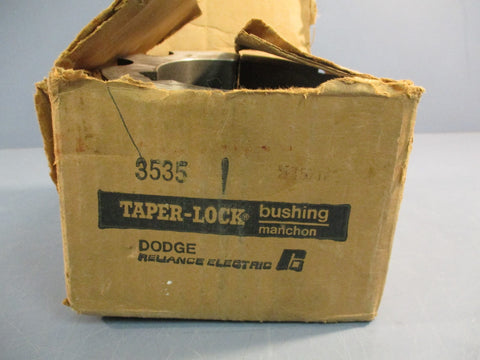 3535
TAPER-LOCK® bushing
manchon
DODGE
RELIANCE ELECTRIC